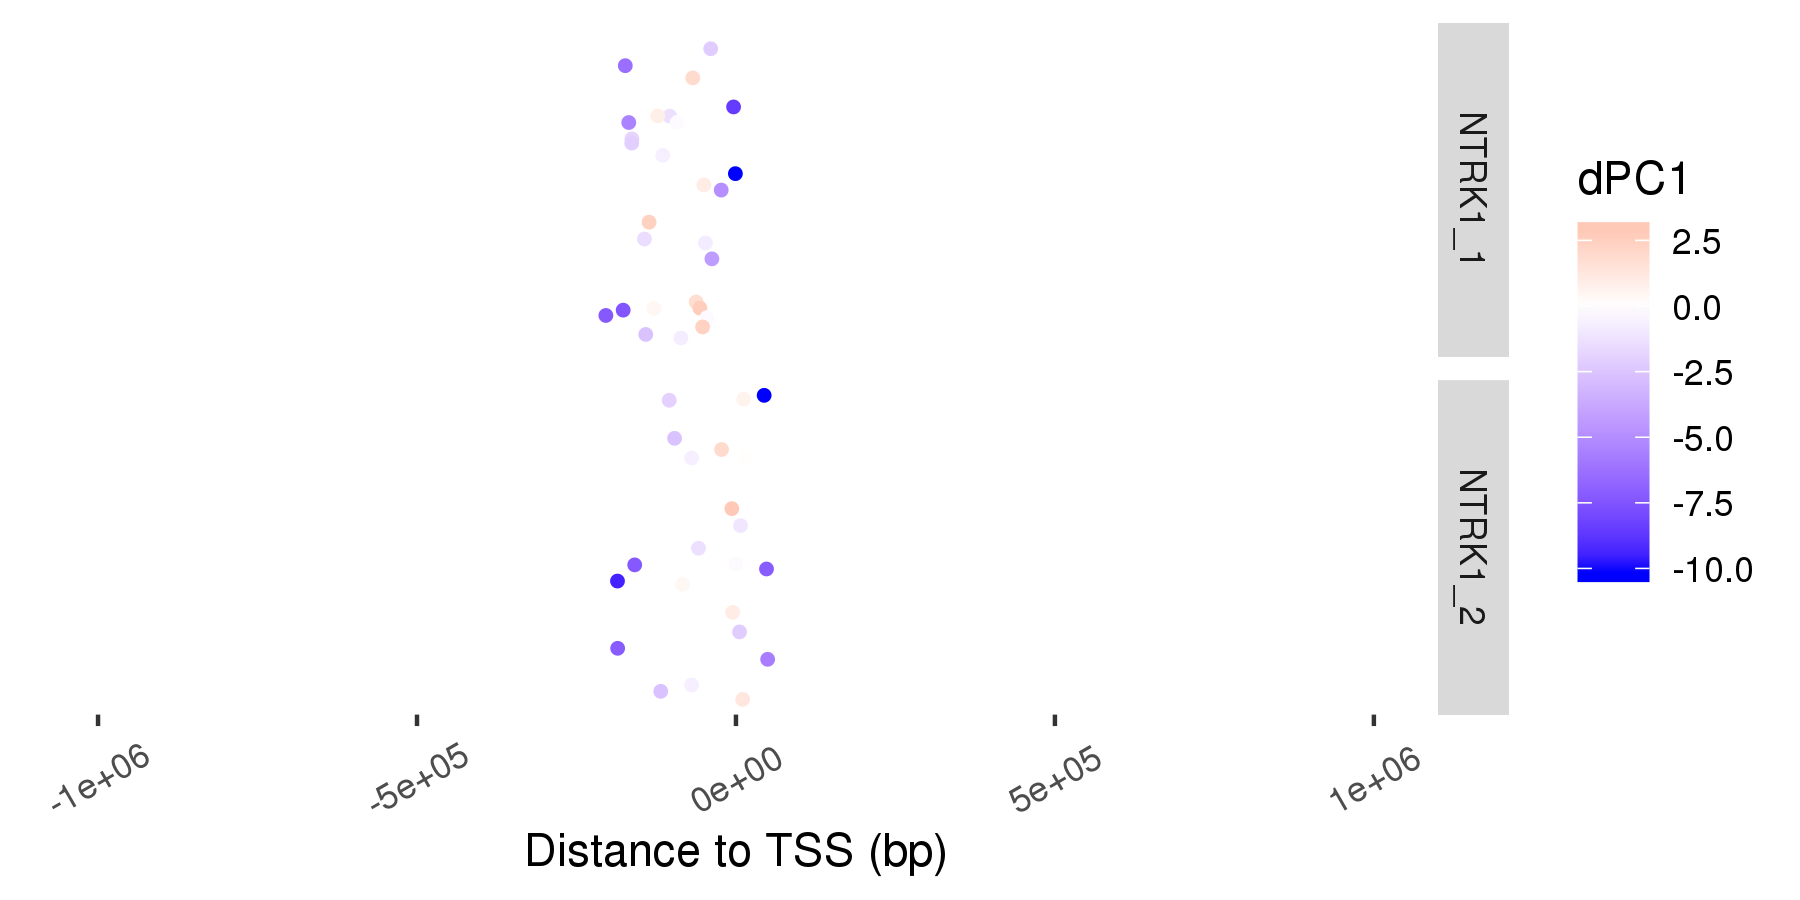 NTRK1_1
NTRK1_2
dPC1
2.5
0.0
-2.5
-5.0
-7.5
-10.0
-1e+06
-5e+05
0e+00
5e+05
1e+06
Distance to TSS (bp)